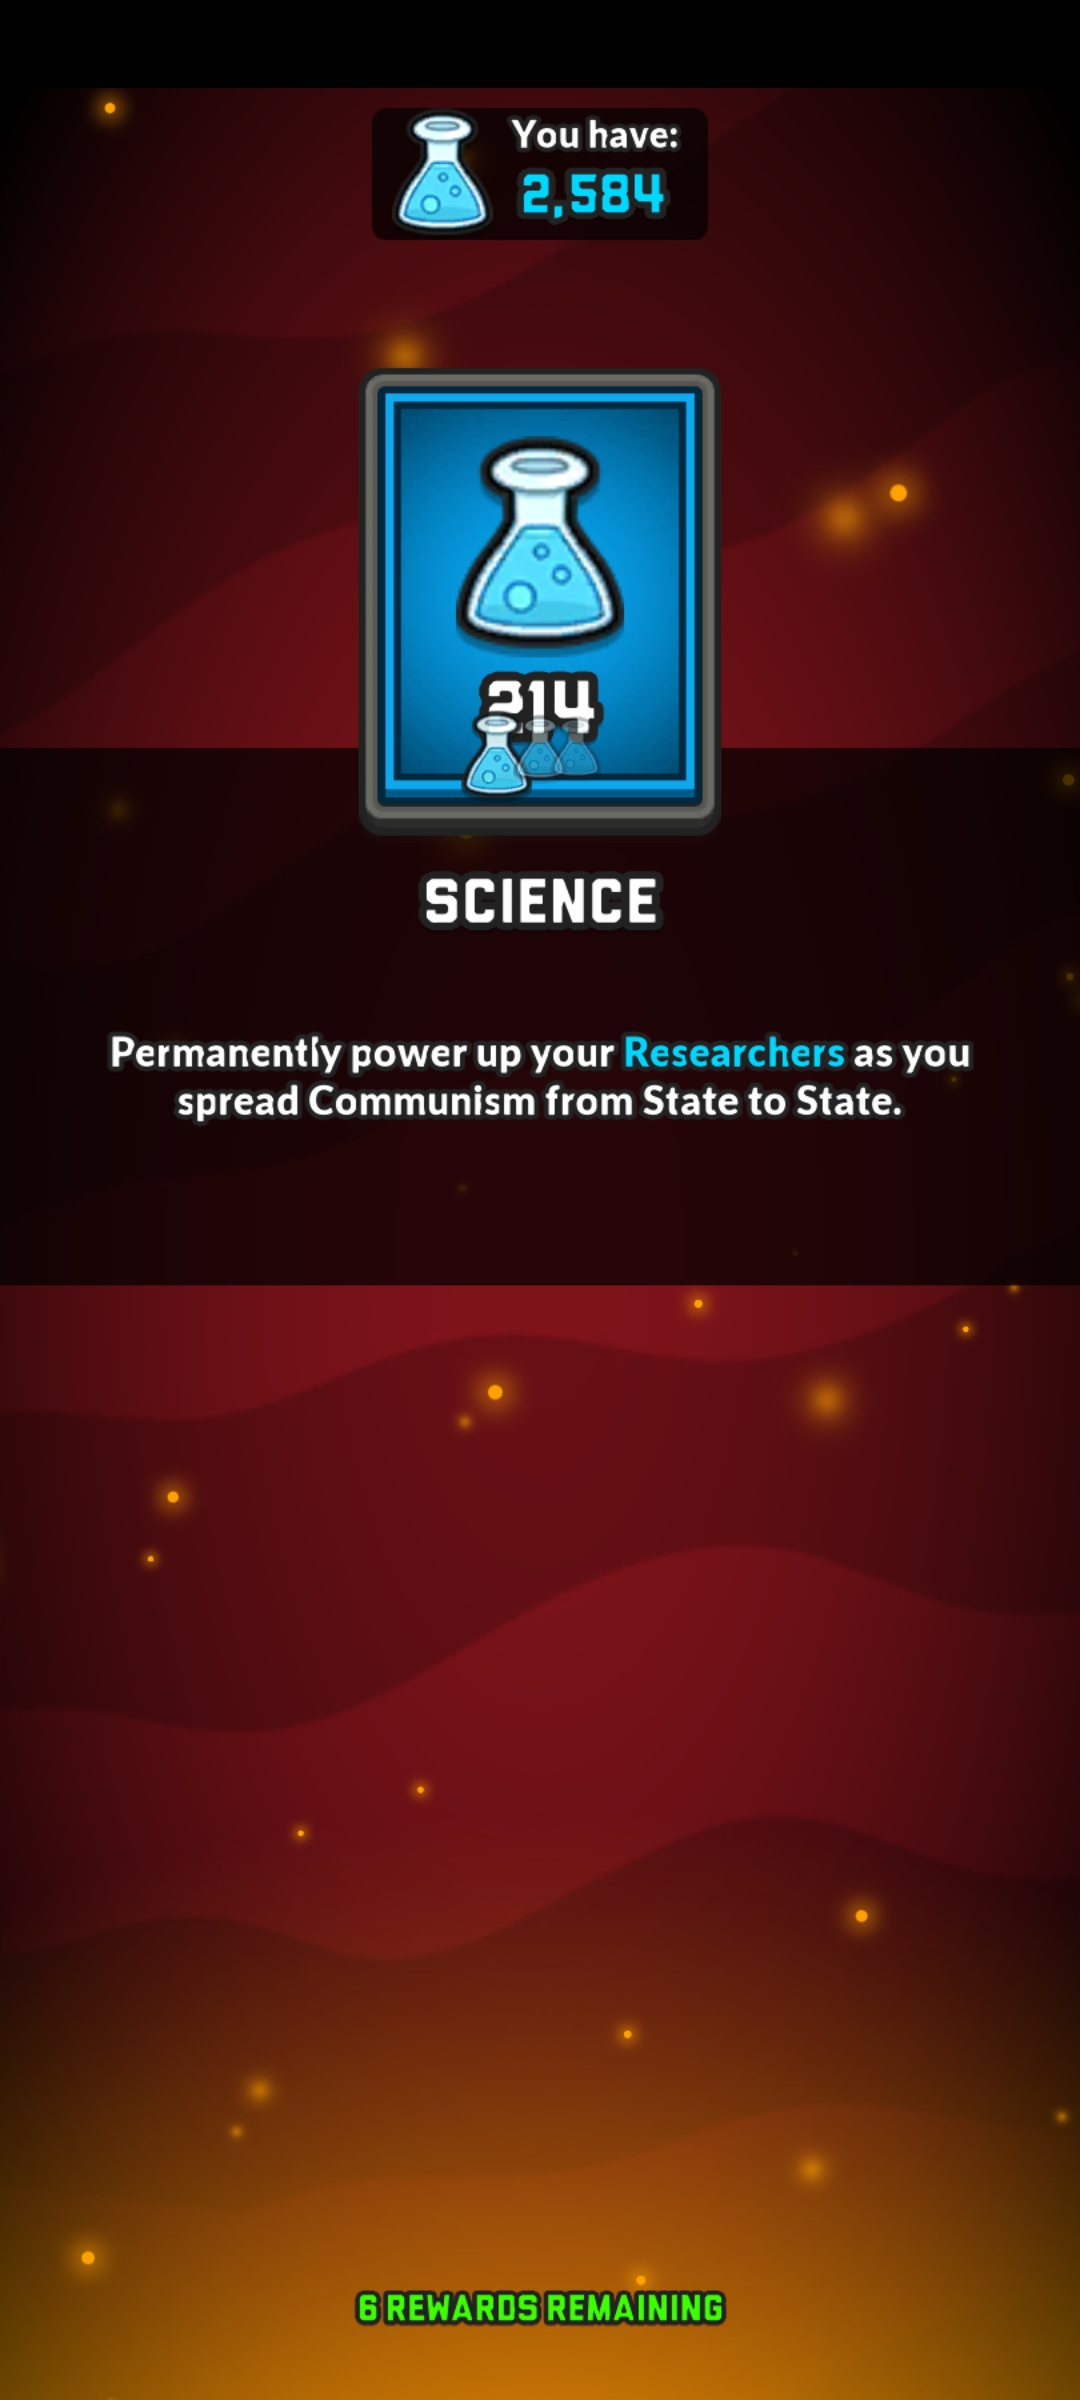 You have:
2,584
214
SCIENCE
Permanently power up your Researchers as you
spread Communism from State to State.
6 REWARDS REMAINING